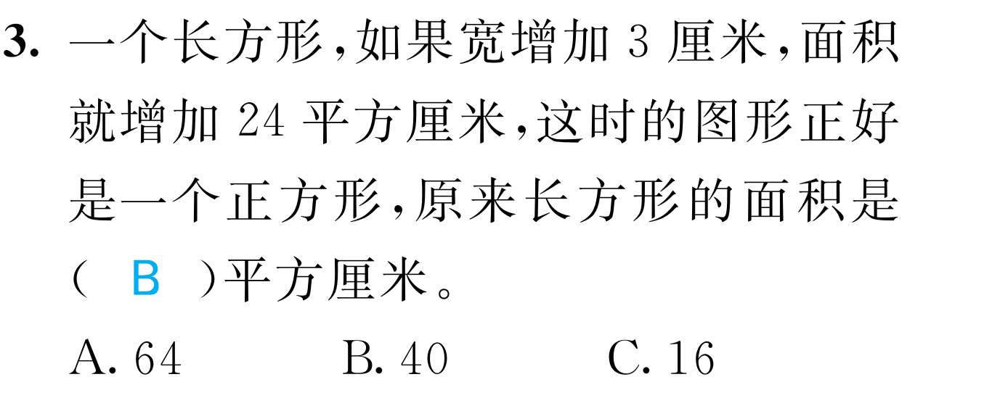 3. 一个长方形,如果宽增加 3 厘米,面积
就增加 24 平方厘米,这时的图形正好
是一个正方形,原来长方形的面积是
( B )平方厘米。
A. 64 B. 40 C. 16